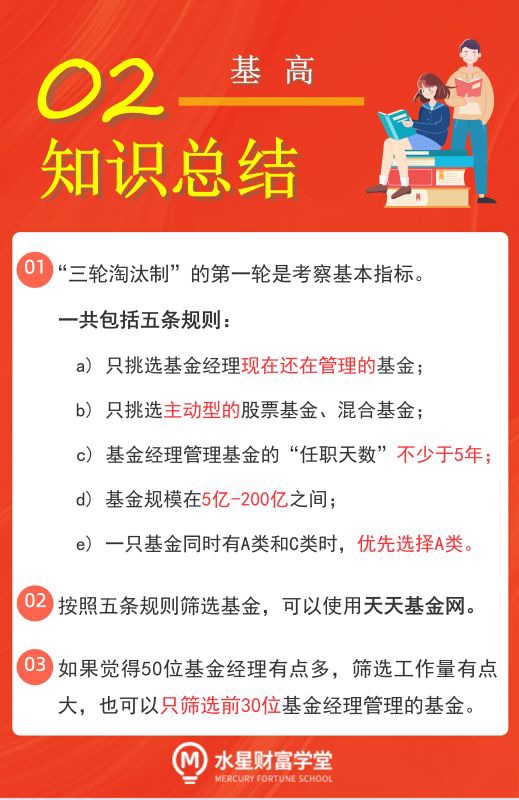 基 高
02
知识总结
01
“三轮淘汰制”的第一轮是考察基本指标。
一共包括五条规则:
a) 只挑选基金经理现在还在管理的基金;
b) 只挑选主动型的股票基金、混合基金;
c) 基金经理管理基金的“任职天数”不少于5年;
d) 基金规模在5亿-200亿之间;
e) 一只基金同时有A类和C类时,优先选择A类。
02
按照五条规则筛选基金,可以使用天天基金网。
03
如果觉得50位基金经理有点多,筛选工作量有点
大,也可以只筛选前30位基金经理管理的基金。
水星财富学堂
MERCURY FORTUNE SCHOOL